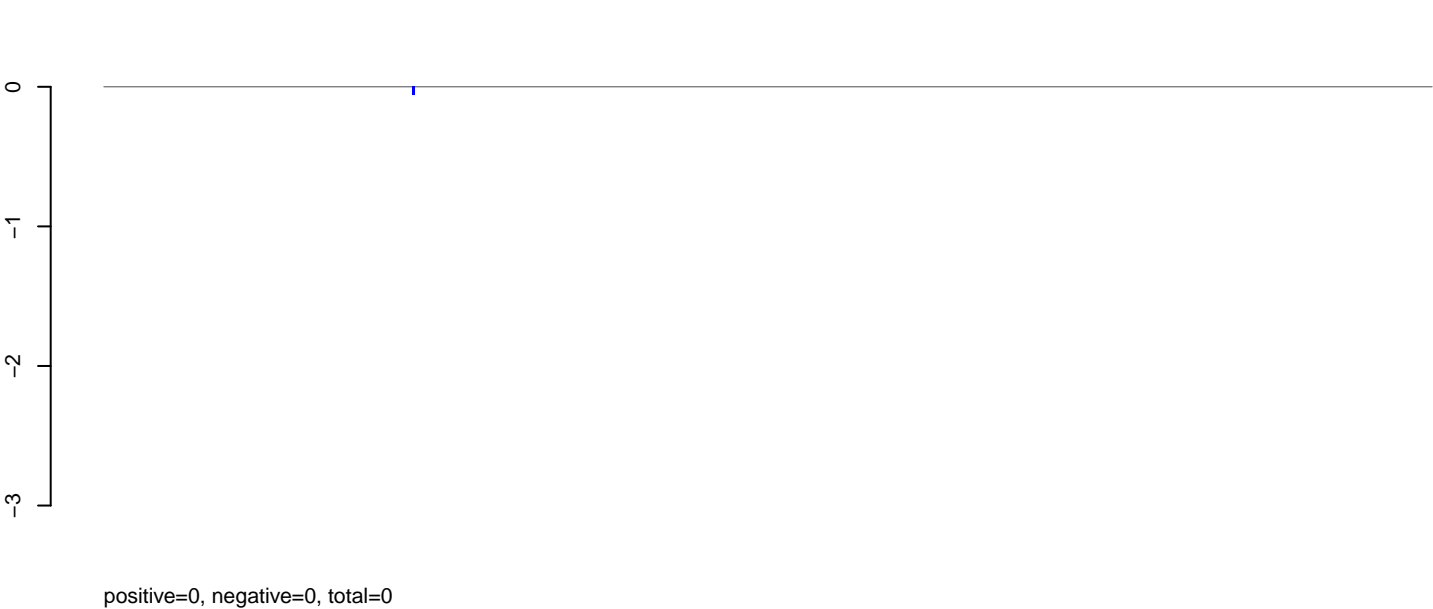 0
−1
−2
−3
positive=0, negative=0, total=0